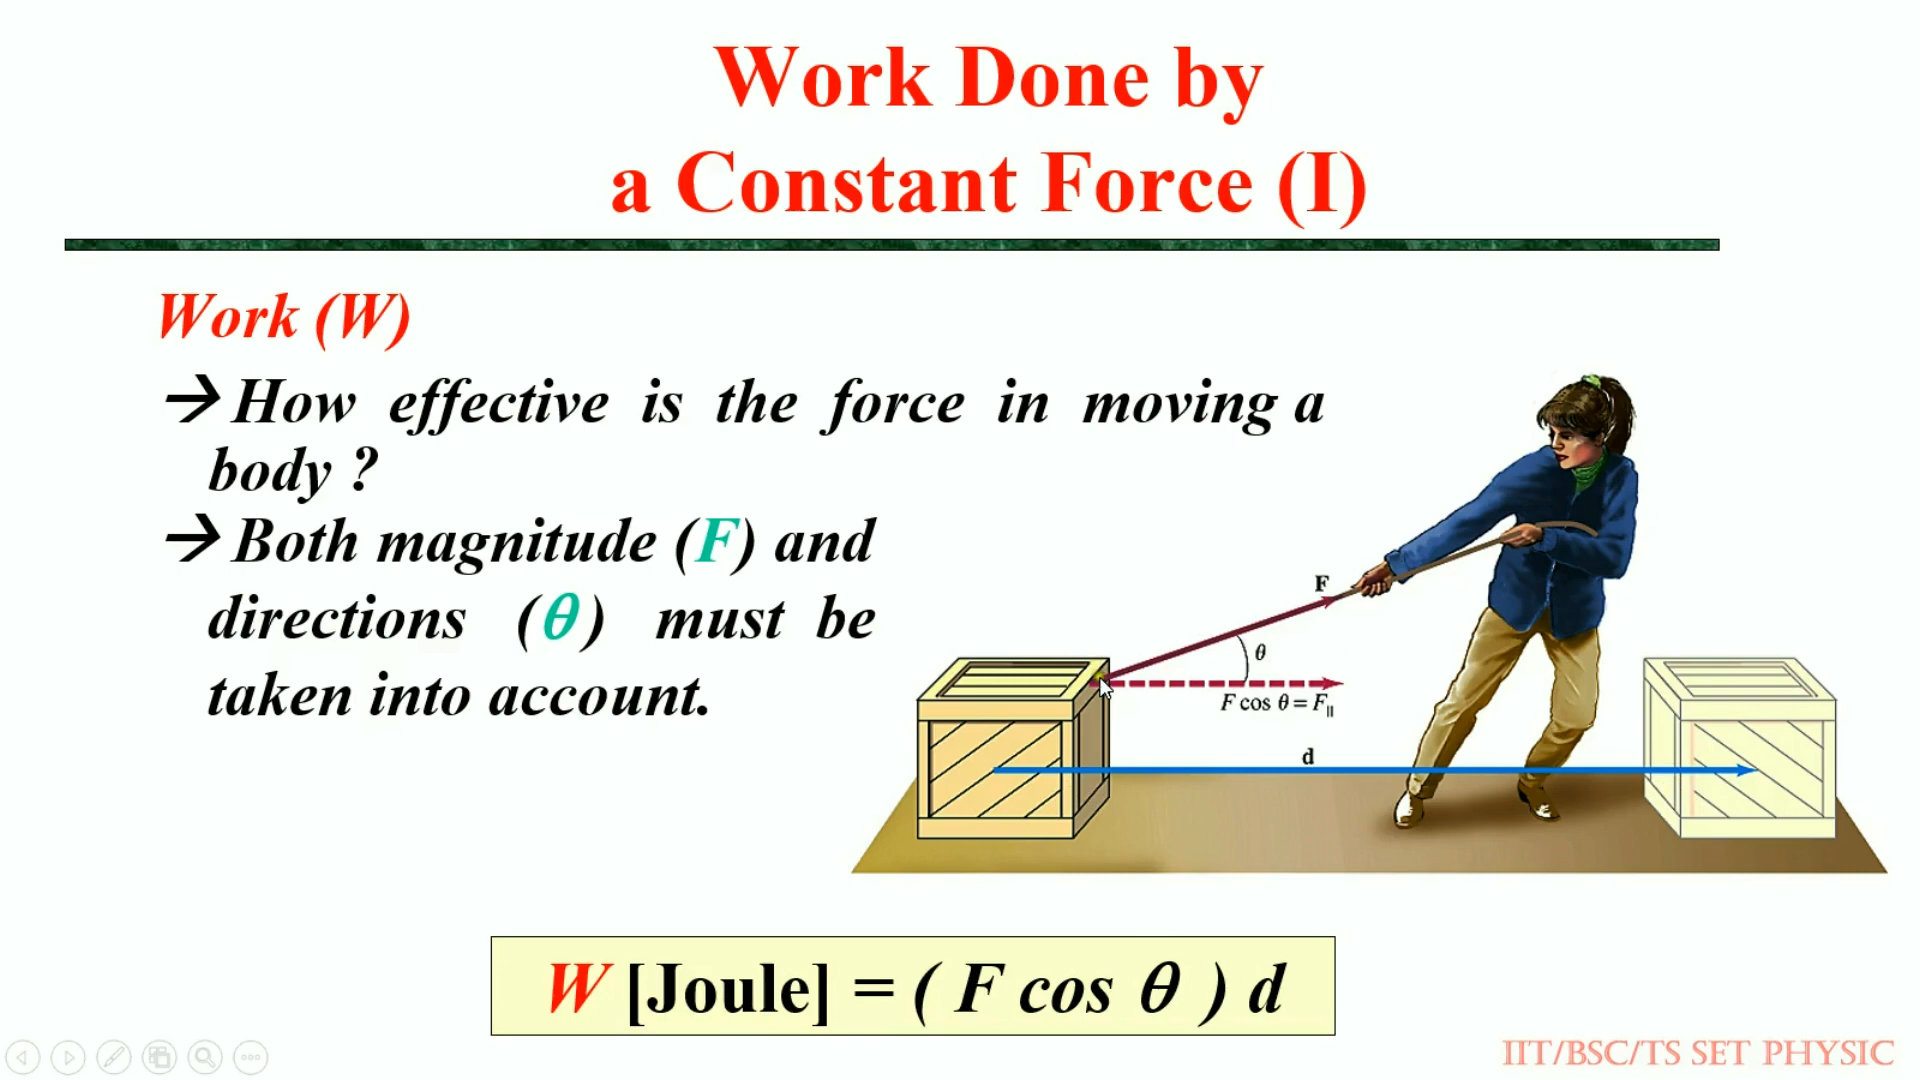 Work Done by
a Constant Force (I)
Work (W)
→ How effective is the force in moving a
body ?
→ Both magnitude (F) and
directions (θ) must be
taken into account.
F
θ
F cos θ = F||
d
W [Joule] = ( F cos θ ) d
IIT/BSC/TS SET PHYSIC